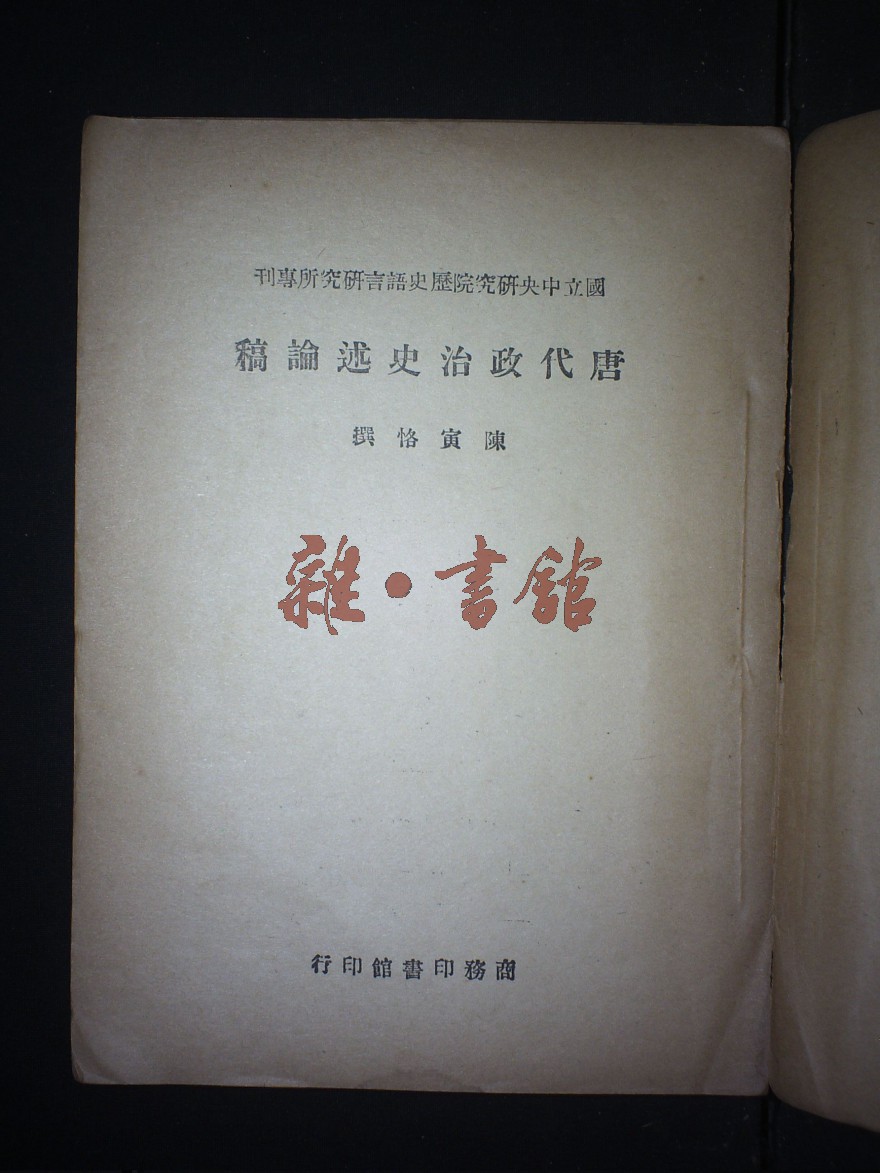 國立中央研究院歷史語言研究所專刊
唐代政治史述論稿
陳寅恪撰
雜·書館
商務印書館印行